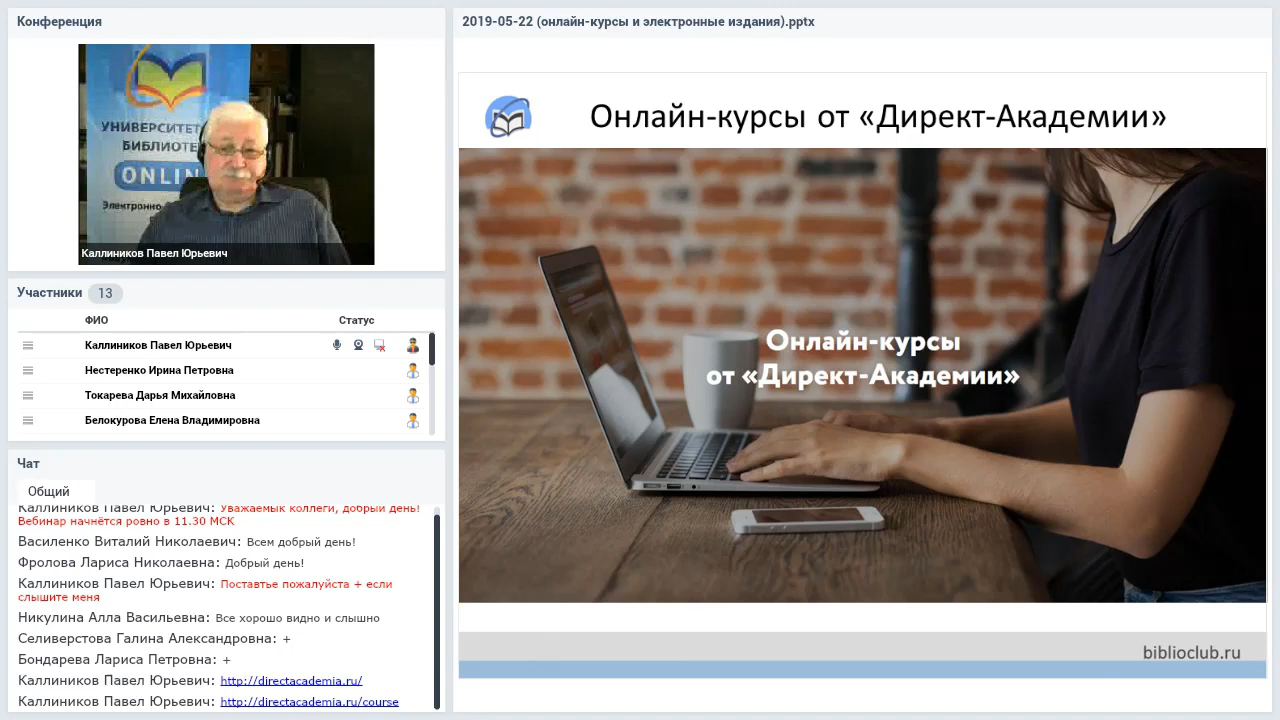 Конференция
УНИВЕРСИТЕТ
БИБЛИОТЕ
ONLIN
Электронно
Каллиников Павел Юрьевич
Участники 13
ФИО Статус
Каллиников Павел Юрьевич
Нестеренко Ирина Петровна
Токарева Дарья Михайловна
Белокурова Елена Владимировна
Чат
Общий
Каллиников Павел Юрьевич: Уважаемык коллеги, добрый день!
Вебинар начнётся ровно в 11.30 МСК
Василенко Виталий Николаевич: Всем добрый день!
Фролова Лариса Николаевна: Добрый день!
Каллиников Павел Юрьевич: Поставтье пожалуйста + если
слышите меня
Никулина Алла Васильевна: Все хорошо видно и слышно
Селиверстова Галина Александровна: +
Бондарева Лариса Петровна: +
Каллиников Павел Юрьевич: http://directacademia.ru/
Каллиников Павел Юрьевич: http://directacademia.ru/course
2019-05-22 (онлайн-курсы и электронные издания).pptx
Онлайн-курсы от «Директ-Академии»
Онлайн-курсы
от «Директ-Академии»
biblioclub.ru